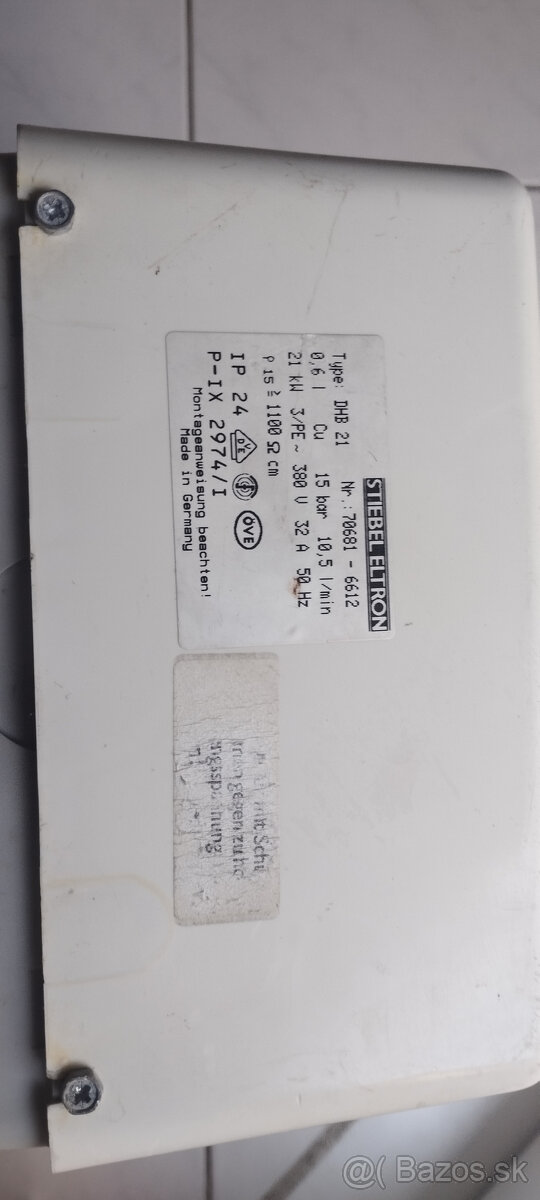 STIEBEL ELTRON
Type: DHB 21 Nr.: 70681 - 6612
0,6 l Cu 15 bar 10,5 l/min
21 kW 3/PE ~ 380 V 32 A 50 Hz
ρ 15 ≧ 1100 Ω cm
IP 24 VDE ÖVE
P-IX 2974/I
Montageanweisung beachten!
Made in Germany
@ Bazos.sk